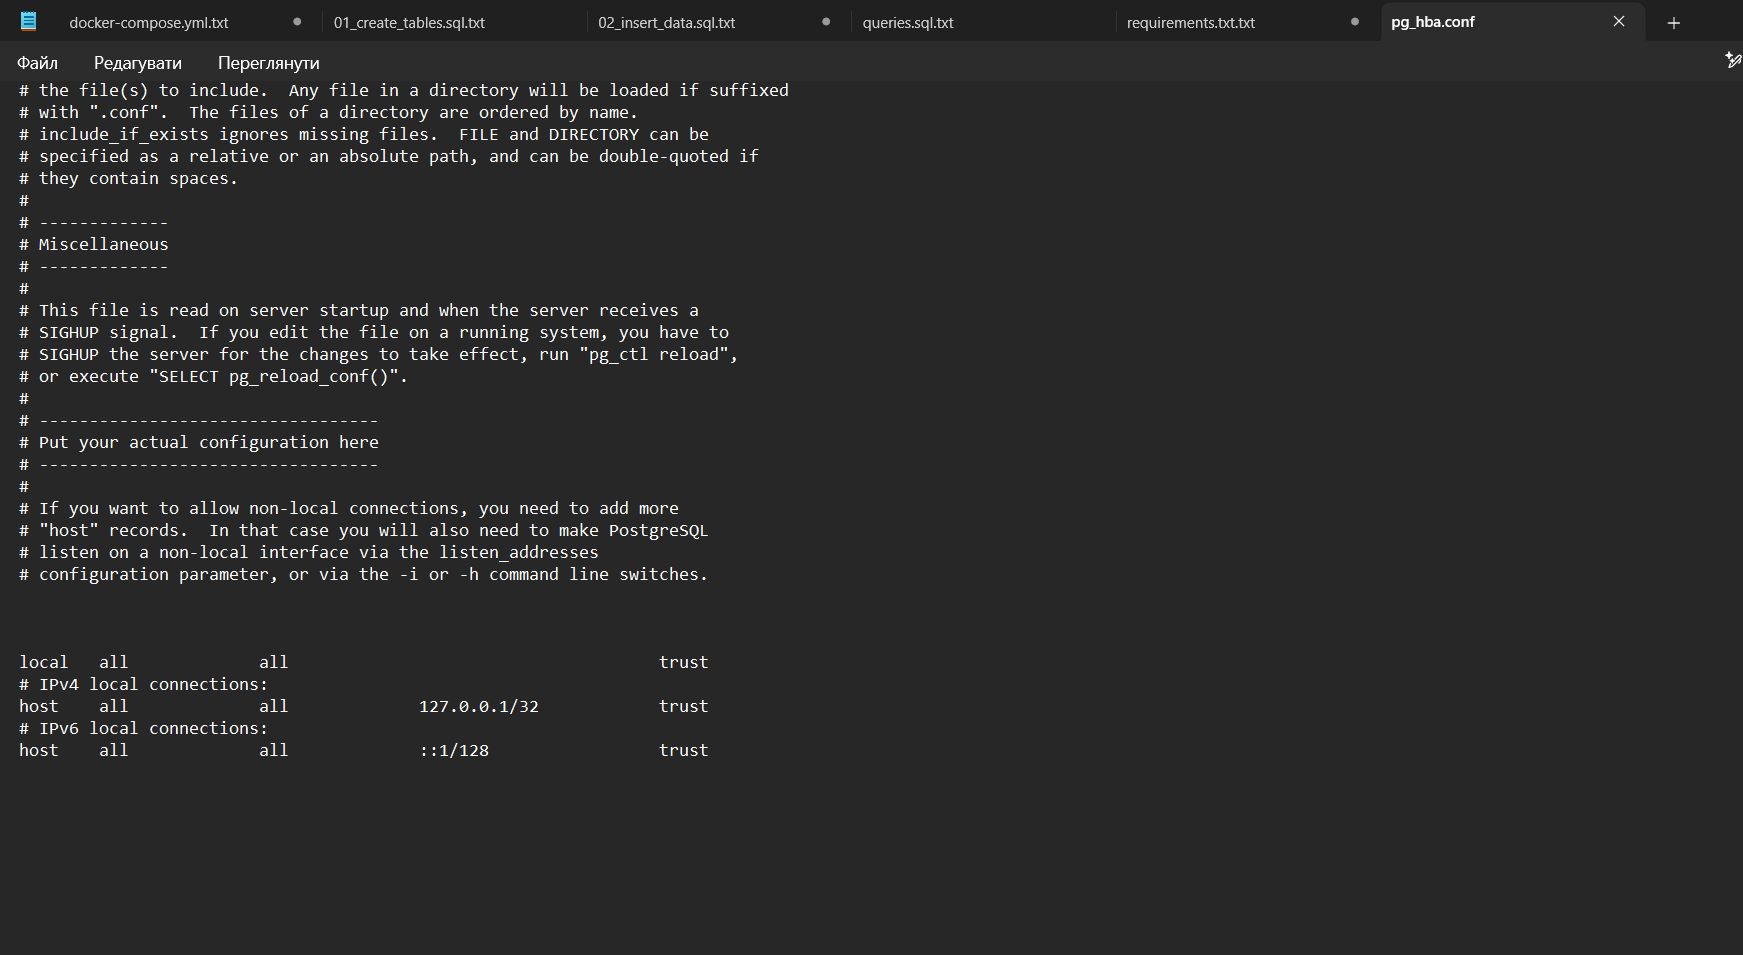 docker-compose.yml.txt
01_create_tables.sql.txt
02_insert_data.sql.txt
queries.sql.txt
requirements.txt.txt
pg_hba.conf
Файл Редагувати Переглянути
# the file(s) to include.  Any file in a directory will be loaded if suffixed
# with ".conf".  The files of a directory are ordered by name.
# include_if_exists ignores missing files.  FILE and DIRECTORY can be
# specified as a relative or an absolute path, and can be double-quoted if
# they contain spaces.
#
# -------------
# Miscellaneous
# -------------
#
# This file is read on server startup and when the server receives a
# SIGHUP signal.  If you edit the file on a running system, you have to
# SIGHUP the server for the changes to take effect, run "pg_ctl reload",
# or execute "SELECT pg_reload_conf()".
#
# ----------------------------------
# Put your actual configuration here
# ----------------------------------
#
# If you want to allow non-local connections, you need to add more
# "host" records.  In that case you will also need to make PostgreSQL
# listen on a non-local interface via the listen_addresses
# configuration parameter, or via the -i or -h command line switches.
local   all             all                                     trust
# IPv4 local connections:
host    all             all             127.0.0.1/32            trust
# IPv6 local connections:
host    all             all             ::1/128                 trust